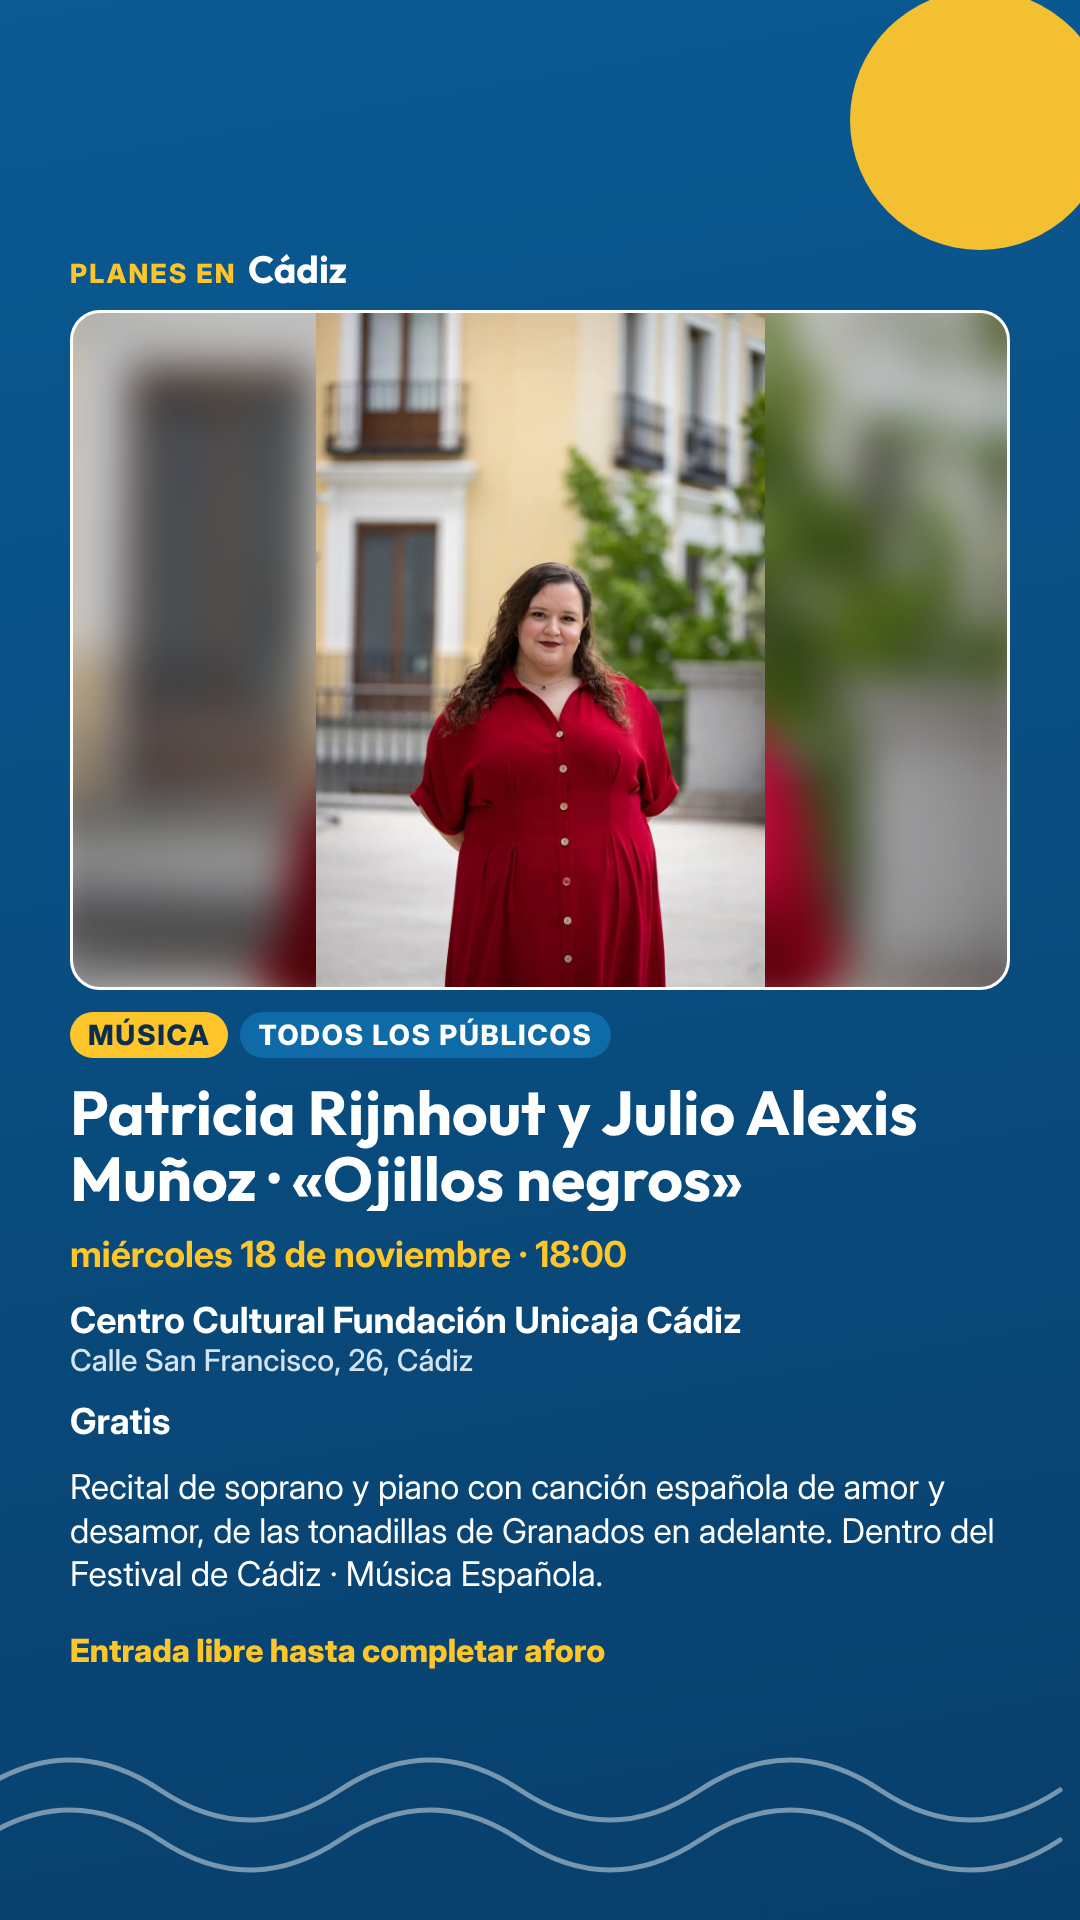 PLANES EN Cádiz
MÚSICA
TODOS LOS PÚBLICOS
Patricia Rijnhout y Julio Alexis
Muñoz · «Ojillos negros»
miércoles 18 de noviembre · 18:00
Centro Cultural Fundación Unicaja Cádiz
Calle San Francisco, 26, Cádiz
Gratis
Recital de soprano y piano con canción española de amor y
desamor, de las tonadillas de Granados en adelante. Dentro del
Festival de Cádiz · Música Española.
Entrada libre hasta completar aforo